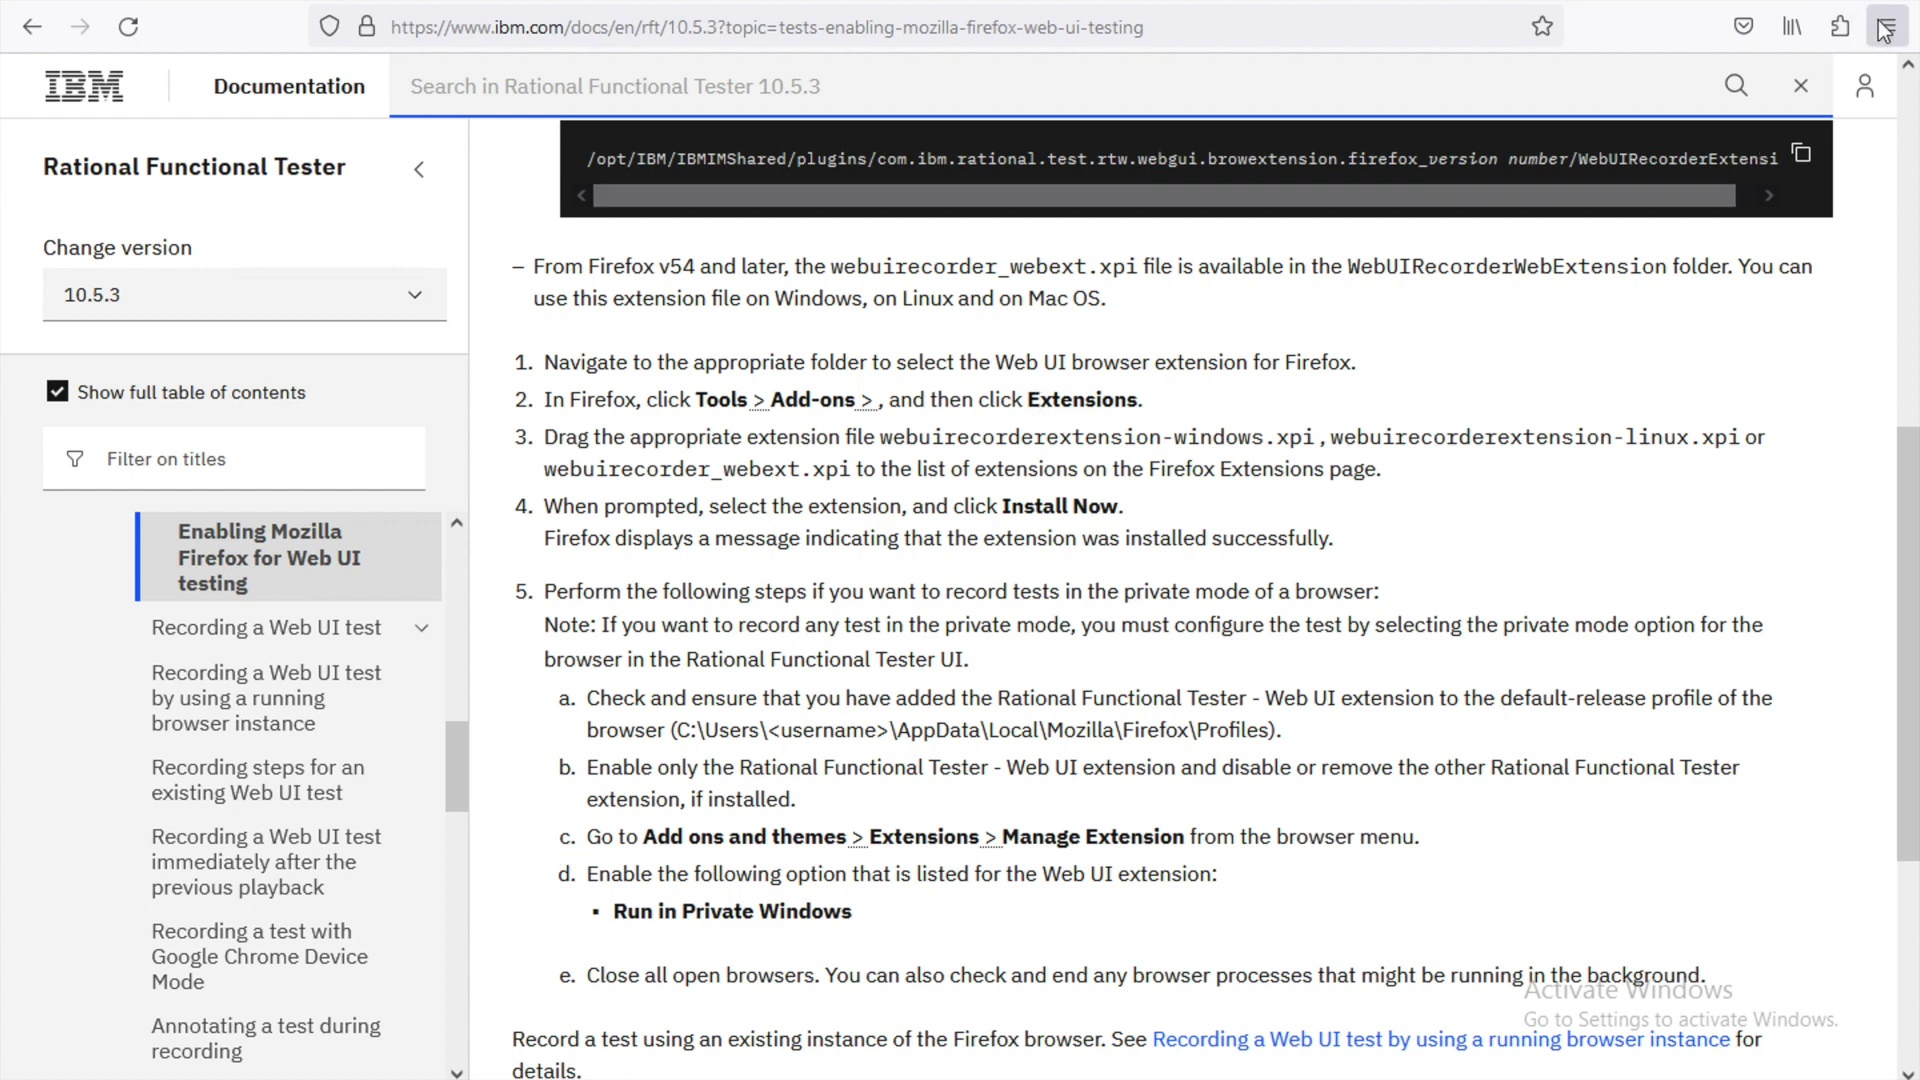 https://www.ibm.com/docs/en/rft/10.5.3?topic=tests-enabling-mozilla-firefox-web-ui-testing
IBM
Documentation
Search in Rational Functional Tester 10.5.3
Rational Functional Tester
Change version
10.5.3
Show full table of contents
Filter on titles
Enabling Mozilla
Firefox for Web UI
testing
Recording a Web UI test
Recording a Web UI test
by using a running
browser instance
Recording steps for an
existing Web UI test
Recording a Web UI test
immediately after the
previous playback
Recording a test with
Google Chrome Device
Mode
Annotating a test during
recording
/opt/IBM/IBMIMShared/plugins/com.ibm.rational.test.rtw.webgui.browextension.firefox_version number/WebUIRecorderExtensi
– From Firefox v54 and later, the webuirecorder_webext.xpi file is available in the WebUIRecorderWebExtension folder. You can
use this extension file on Windows, on Linux and on Mac OS.
1. Navigate to the appropriate folder to select the Web UI browser extension for Firefox.
2. In Firefox, click Tools > Add-ons > , and then click Extensions.
3. Drag the appropriate extension file webuirecorderextension-windows.xpi, webuirecorderextension-linux.xpi or
webuirecorder_webext.xpi to the list of extensions on the Firefox Extensions page.
4. When prompted, select the extension, and click Install Now.
Firefox displays a message indicating that the extension was installed successfully.
5. Perform the following steps if you want to record tests in the private mode of a browser:
Note: If you want to record any test in the private mode, you must configure the test by selecting the private mode option for the
browser in the Rational Functional Tester UI.
a. Check and ensure that you have added the Rational Functional Tester - Web UI extension to the default-release profile of the
browser (C:\Users\<username>\AppData\Local\Mozilla\Firefox\Profiles).
b. Enable only the Rational Functional Tester - Web UI extension and disable or remove the other Rational Functional Tester
extension, if installed.
c. Go to Add ons and themes > Extensions > Manage Extension from the browser menu.
d. Enable the following option that is listed for the Web UI extension:
▪ Run in Private Windows
e. Close all open browsers. You can also check and end any browser processes that might be running in the background.
Activate Windows
Go to Settings to activate Windows.
Record a test using an existing instance of the Firefox browser. See Recording a Web UI test by using a running browser instance for
details.